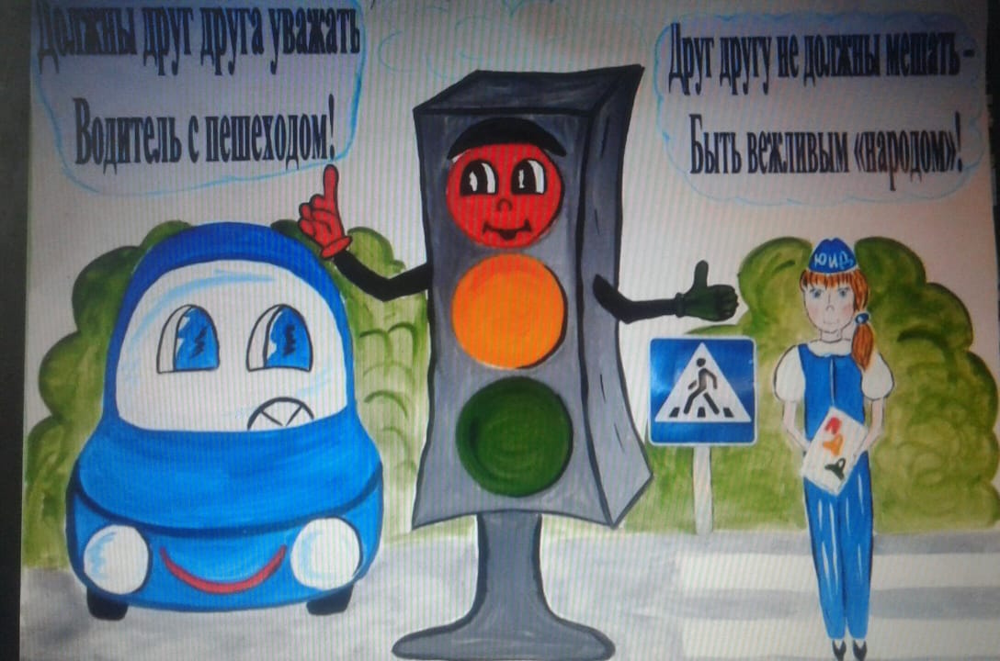 Должны друг друга уважать
Водитель с пешеходом!
Друг другу не должны мешать –
Быть вежливым «народом»!
ЮИД